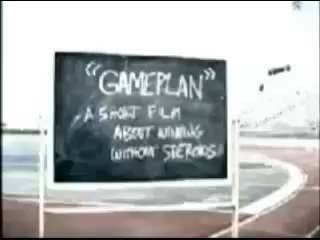 "GAMEPLAN"
A SHORT FILM
ABOUT WINNING
WITHOUT STEROIDS